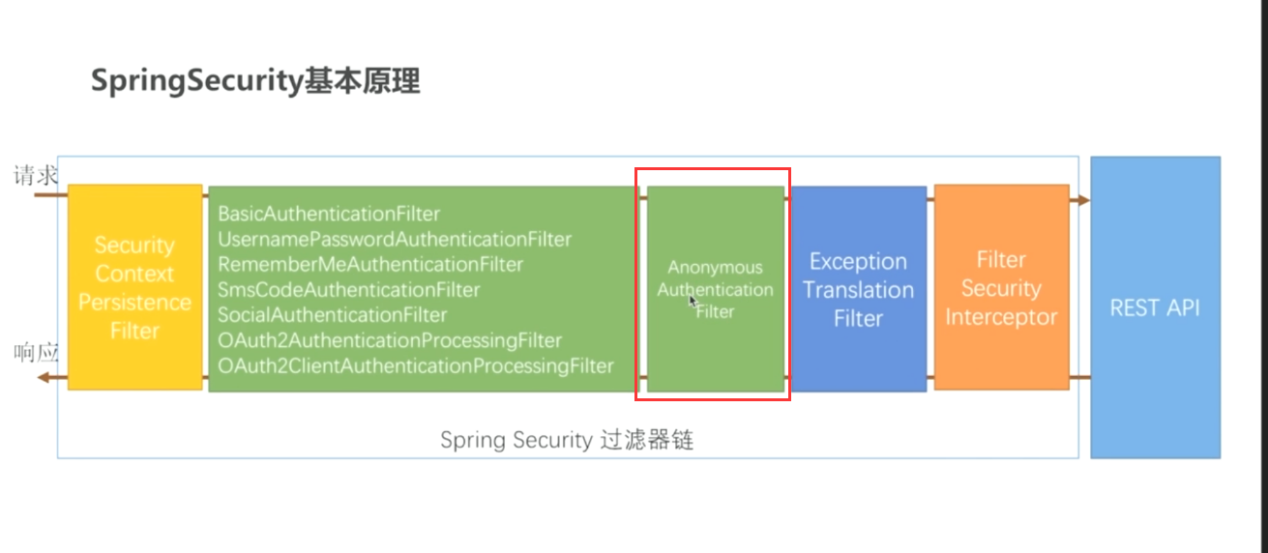 SpringSecurity基本原理
请求
响应
Security
Context
Persistence
Filter
BasicAuthenticationFilter
UsernamePasswordAuthenticationFilter
RememberMeAuthenticationFilter
SmsCodeAuthenticationFilter
SocialAuthenticationFilter
OAuth2AuthenticationProcessingFilter
OAuth2ClientAuthenticationProcessingFilter
Anonymous
Authentication
Filter
Exception
Translation
Filter
Filter
Security
Interceptor
REST API
Spring Security 过滤器链